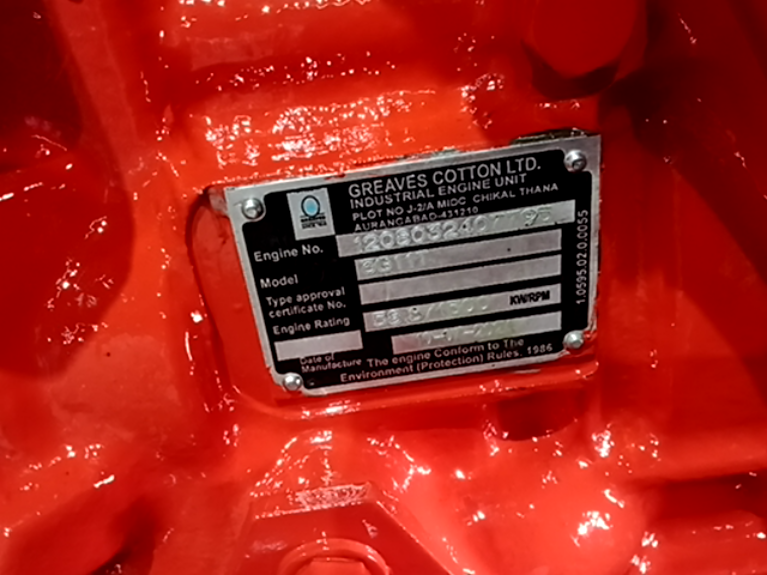 GREAVES COTTON LTD.
INDUSTRIAL ENGINE UNIT
PLOT NO J-2/A MIDC CHIKAL THANA
AURANGABAD-431210
Engine No.
Model
Type approval
certificate No.
Engine Rating /1500 KW/RPM
Date of
Manufacture
The engine Conform to The
Environment (Protection) Rules, 1986
1.0595.02.0.0055